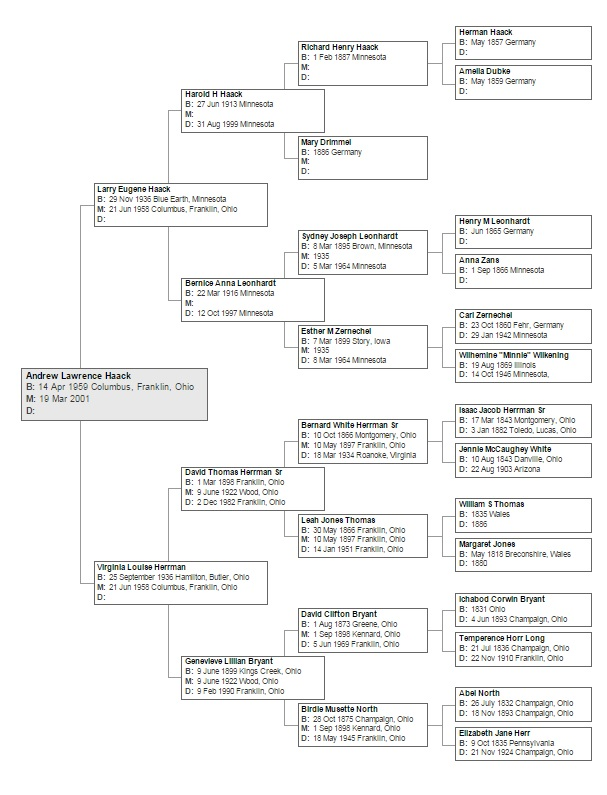 Herman Haack
B: May 1857 Germany
D:
Richard Henry Haack
B: 1 Feb 1887 Minnesota
M:
D:
Amelia Dubke
B: May 1859 Germany
D:
Harold H Haack
B: 27 Jun 1913 Minnesota
M:
D: 31 Aug 1999 Minnesota
Mary Drimmel
B: 1886 Germany
M:
D:
Larry Eugene Haack
B: 29 Nov 1936 Blue Earth, Minnesota
M: 21 Jun 1958 Columbus, Franklin, Ohio
D:
Henry M Leonhardt
B: Jun 1865 Germany
D:
Sydney Joseph Leonhardt
B: 8 Mar 1895 Brown, Minnesota
M: 1935
D: 5 Mar 1964 Minnesota
Anna Zans
B: 1 Sep 1866 Minnesota
D:
Bernice Anna Leonhardt
B: 22 Mar 1916 Minnesota
M:
D: 12 Oct 1997 Minnesota
Carl Zernechel
B: 23 Oct 1860 Fehr, Germany
D: 29 Jan 1942 Minnesota
Esther M Zernechel
B: 7 Mar 1899 Story, Iowa
M: 1935
D: 8 Mar 1964 Minnesota
Wilhemine "Minnie" Wilkening
B: 19 Aug 1869 Illinois
D: 14 Oct 1946 Minnesota,
Andrew Lawrence Haack
B: 14 Apr 1959 Columbus, Franklin, Ohio
M: 19 Mar 2001
D:
Isaac Jacob Herrman Sr
B: 17 Mar 1843 Montgomery, Ohio
D: 3 Jan 1882 Toledo, Lucas, Ohio
Bernard White Herrman Sr
B: 10 Oct 1866 Montgomery, Ohio
M: 10 May 1897 Franklin, Ohio
D: 18 Mar 1934 Roanoke, Virginia
Jennie McCaughey White
B: 10 Aug 1843 Danville, Ohio
D: 22 Aug 1903 Arizona
David Thomas Herrman Sr
B: 1 Mar 1898 Franklin, Ohio
M: 9 June 1922 Wood, Ohio
D: 2 Dec 1982 Franklin, Ohio
William S Thomas
B: 1835 Wales
D: 1886
Leah Jones Thomas
B: 30 May 1866 Franklin, Ohio
M: 10 May 1897 Franklin, Ohio
D: 14 Jan 1951 Franklin, Ohio
Margaret Jones
B: May 1818 Breconshire, Wales
D: 1880
Virginia Louise Herrman
B: 25 September 1936 Hamilton, Butler, Ohio
M: 21 Jun 1958 Columbus, Franklin, Ohio
D:
Ichabod Corwin Bryant
B: 1831 Ohio
D: 4 Jun 1893 Champaign, Ohio
David Clifton Bryant
B: 1 Aug 1873 Greene, Ohio
M: 1 Sep 1898 Kennard, Ohio
D: 5 Jun 1969 Franklin, Ohio
Temperence Horr Long
B: 21 Jul 1836 Champaign, Ohio
D: 22 Nov 1910 Franklin, Ohio
Genevieve Lillian Bryant
B: 9 June 1899 Kings Creek, Ohio
M: 9 June 1922 Wood, Ohio
D: 9 Feb 1990 Franklin, Ohio
Abel North
B: 26 July 1832 Champaign, Ohio
D: 18 Nov 1893 Champaign, Ohio
Birdie Musette North
B: 28 Oct 1875 Champaign, Ohio
M: 1 Sep 1898 Kennard, Ohio
D: 18 May 1945 Franklin, Ohio
Elizabeth Jane Herr
B: 9 Oct 1835 Pennsylvania
D: 21 Nov 1924 Champaign, Ohio